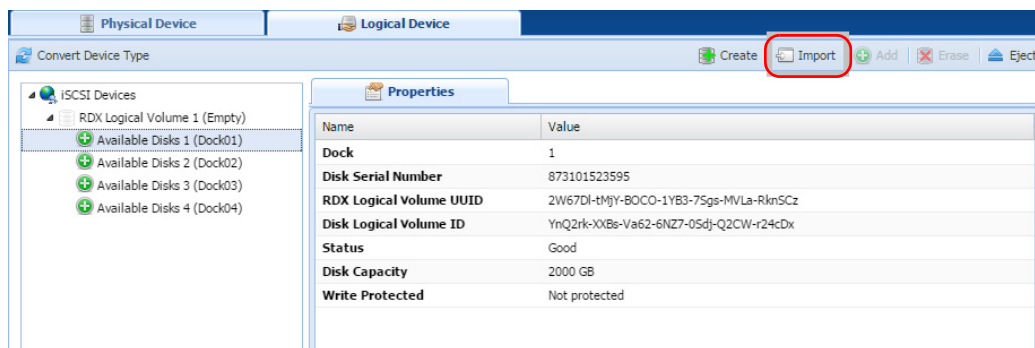 Physical Device
Logical Device
Convert Device Type
Create
Import
Add
Erase
Eject
iSCSI Devices
RDX Logical Volume 1 (Empty)
Available Disks 1 (Dock01)
Available Disks 2 (Dock02)
Available Disks 3 (Dock03)
Available Disks 4 (Dock04)
Properties
Name Value
Dock 1
Disk Serial Number 873101523595
RDX Logical Volume UUID 2W67Dl-tMjY-BOCO-1YB3-7Sgs-MVLa-RknSCz
Disk Logical Volume ID YnQ2rk-XXBs-Va62-6NZ7-0Sdj-Q2CW-r24cDx
Status Good
Disk Capacity 2000 GB
Write Protected Not protected